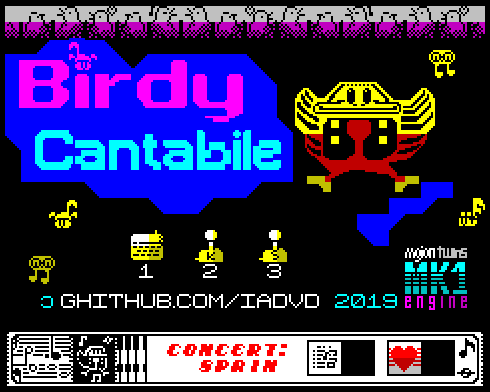 Birdy
Cantabile
1 2 3
©GHITHUB.COM/IADVD 2019
mojon twins
MK1
engine
CONCERT:
SPAIN